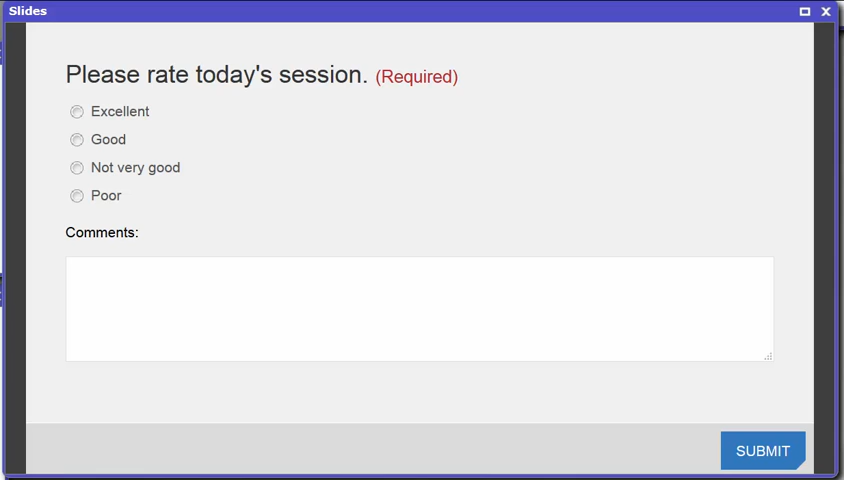 Slides
Please rate today's session. (Required)
Excellent
Good
Not very good
Poor
Comments:
SUBMIT